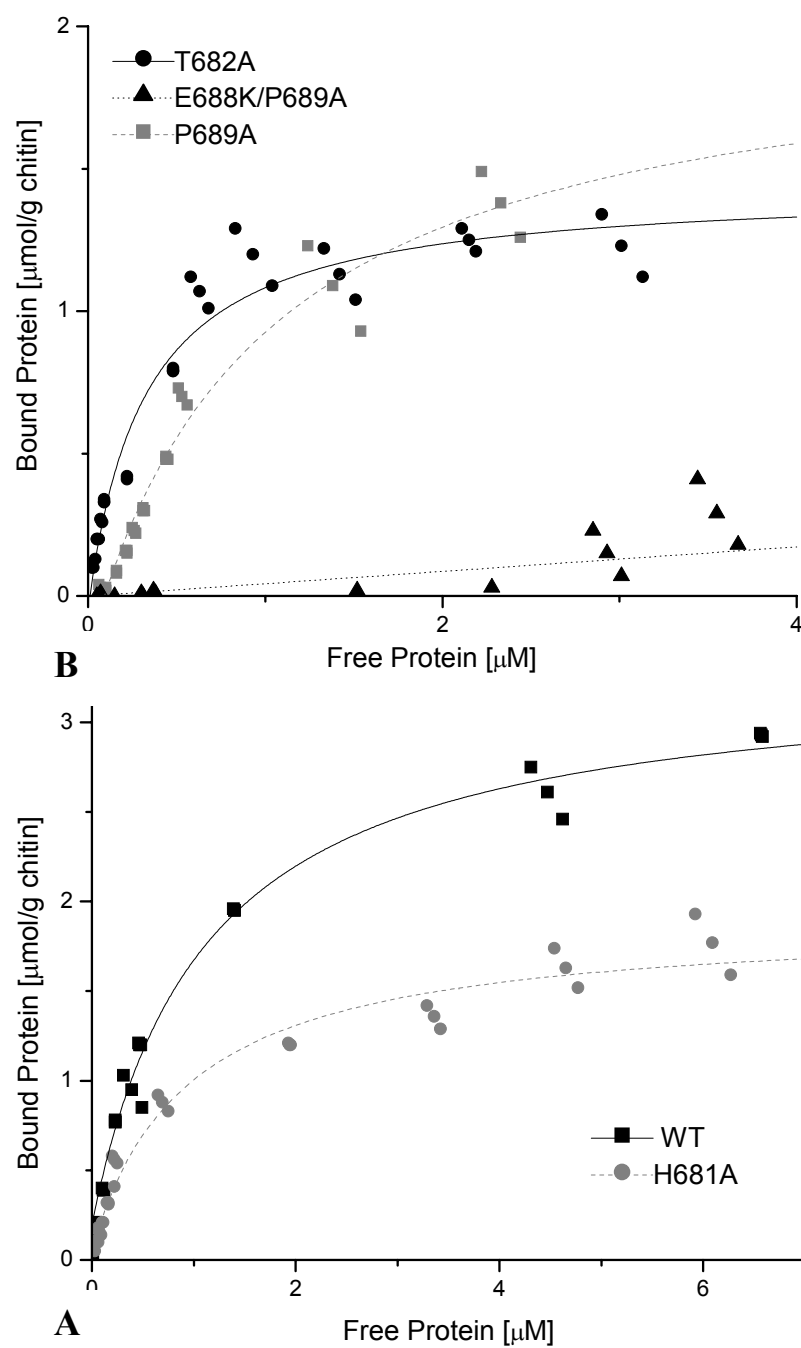 2
T682A
E688K/P689A
P689A
1
0
0
2
4
Bound Protein [μmol/g chitin]
Free Protein [μM]
B
3
2
1
0
WT
H681A
0
2
4
6
Bound Protein [μmol/g chitin]
Free Protein [μM]
A